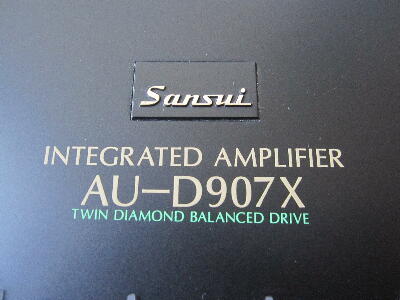 Sansui
INTEGRATED AMPLIFIER
AU–D907X
TWIN DIAMOND BALANCED DRIVE